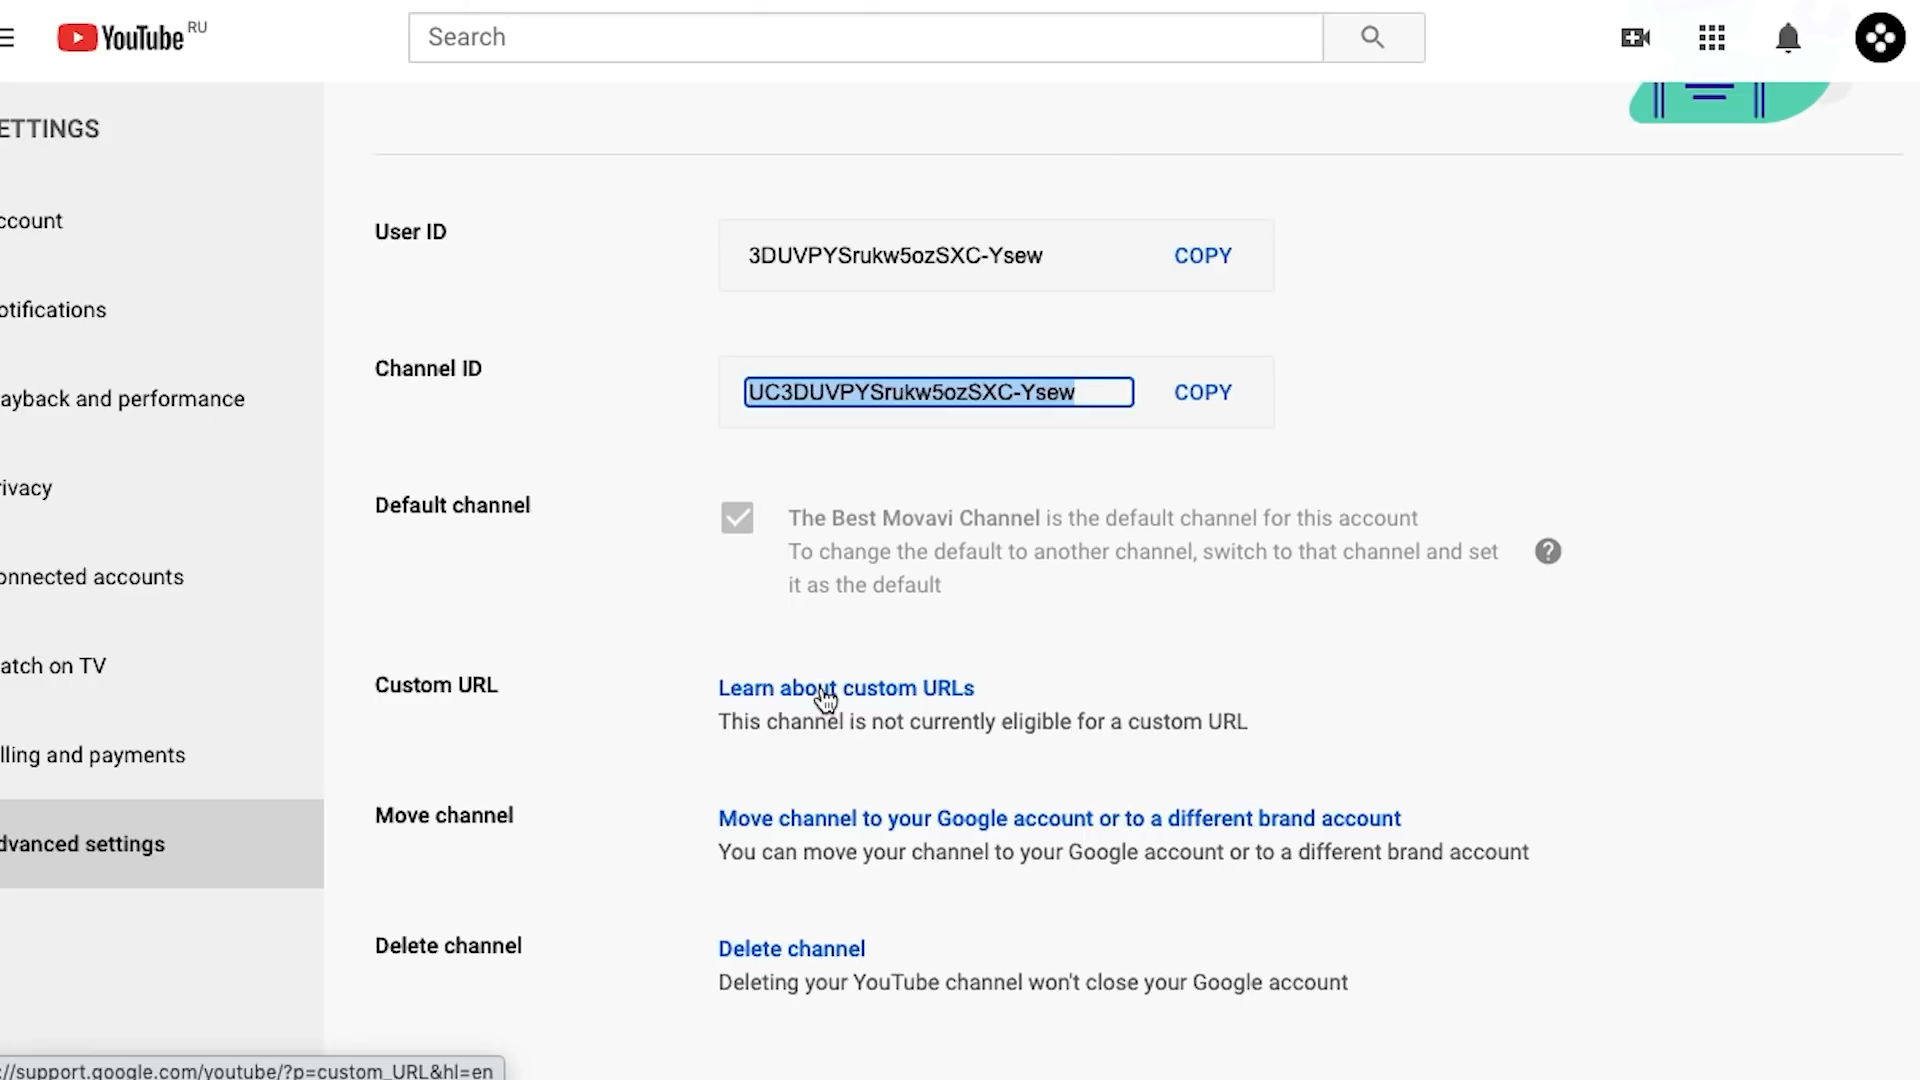 YouTube RU
Search
ETTINGS
ccount
otifications
ayback and performance
rivacy
onnected accounts
atch on TV
lling and payments
dvanced settings
User ID
3DUVPYSrukw5ozSXC-Ysew
COPY
Channel ID
UC3DUVPYSrukw5ozSXC-Ysew
COPY
Default channel
The Best Movavi Channel is the default channel for this account
To change the default to another channel, switch to that channel and set
it as the default
?
Custom URL
Learn about custom URLs
This channel is not currently eligible for a custom URL
Move channel
Move channel to your Google account or to a different brand account
You can move your channel to your Google account or to a different brand account
Delete channel
Delete channel
Deleting your YouTube channel won't close your Google account
://support.google.com/youtube/?p=custom_URL&hl=en